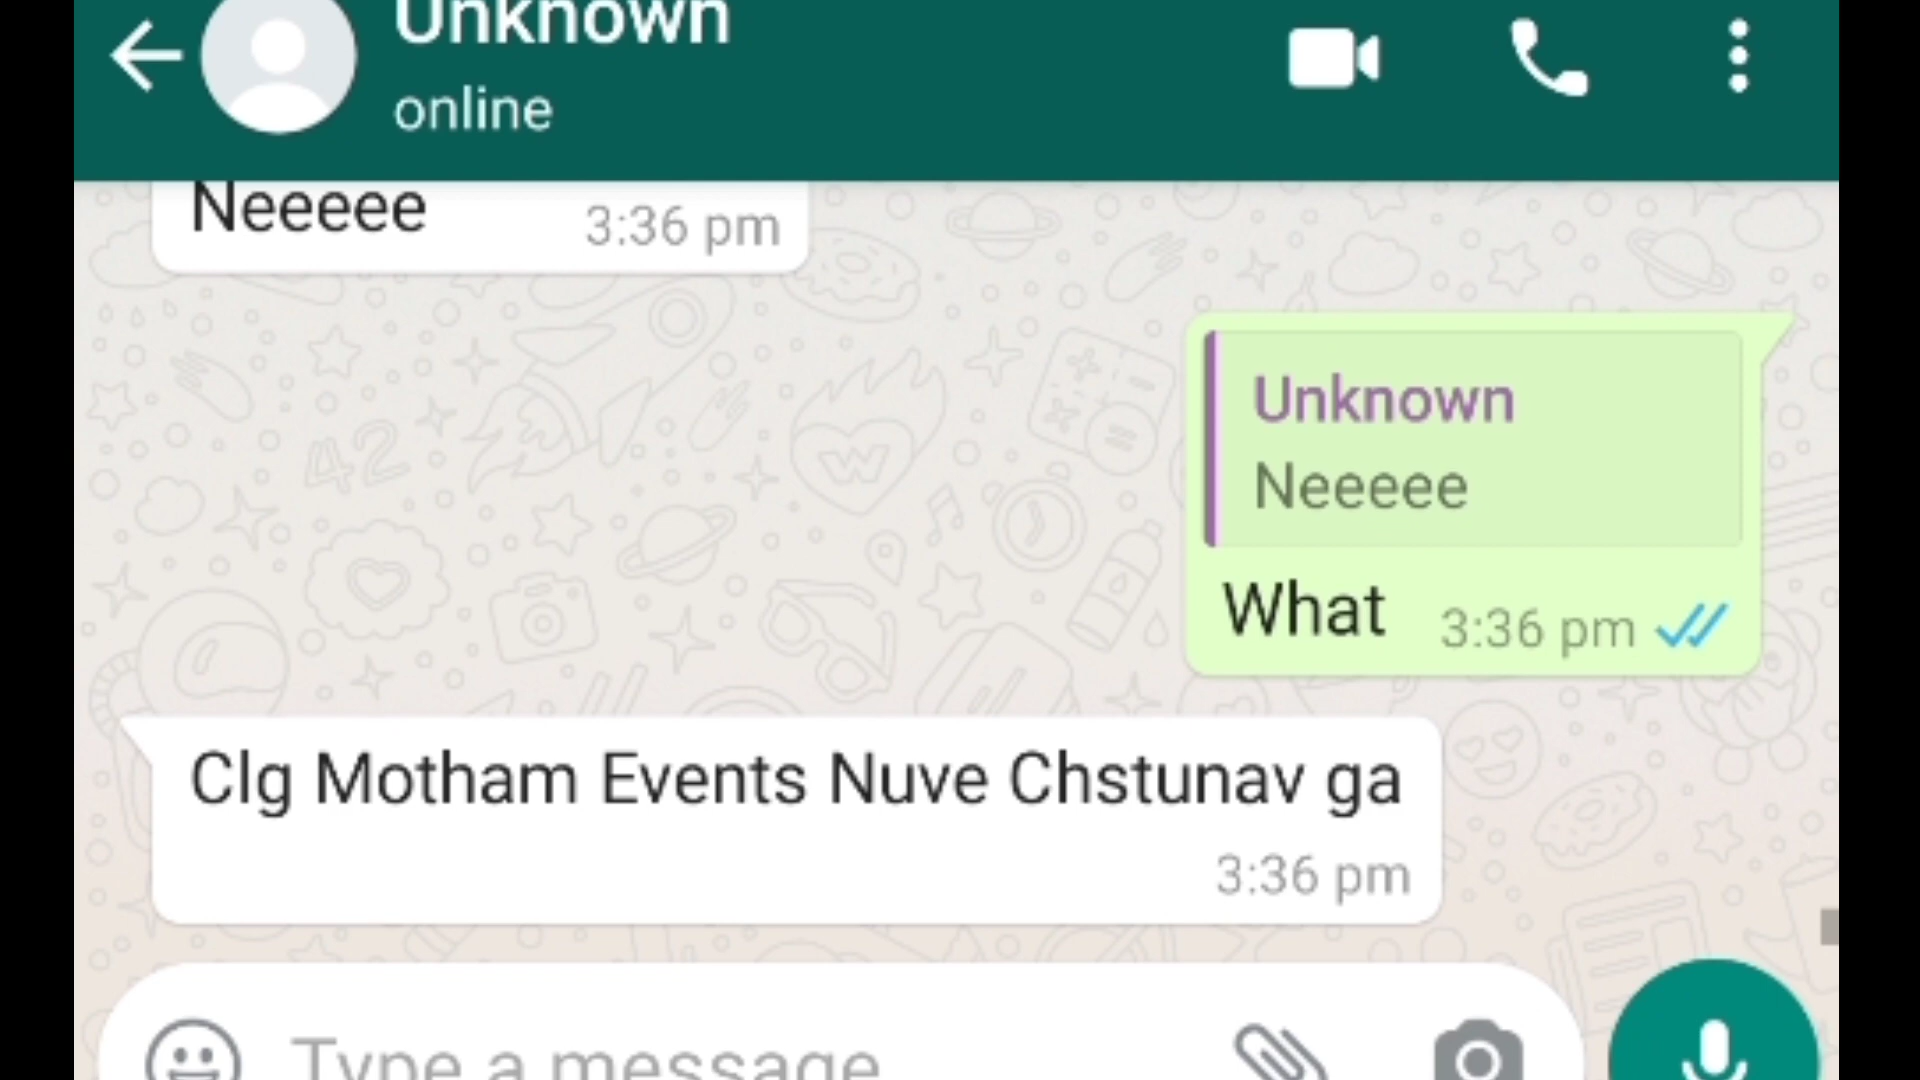 Unknown
online
Neeeee
3:36 pm
Unknown
Neeeee
What
3:36 pm
Clg Motham Events Nuve Chstunav ga
3:36 pm
Type a message